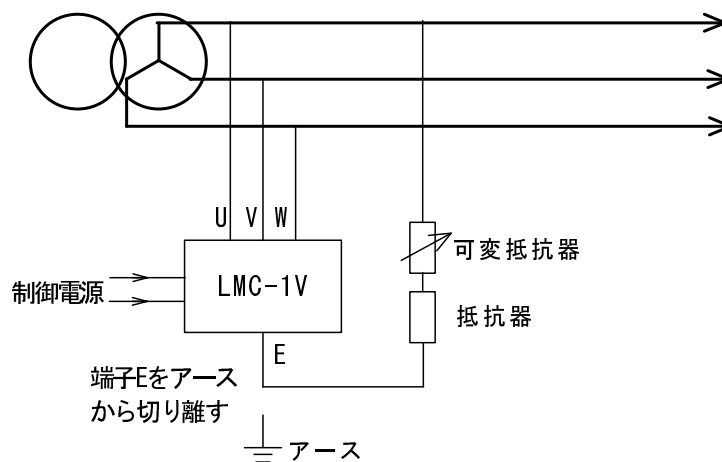 U V W
可変抵抗器
制御電源
LMC-1V
抵抗器
E
端子Eをアース
から切り離す
アース